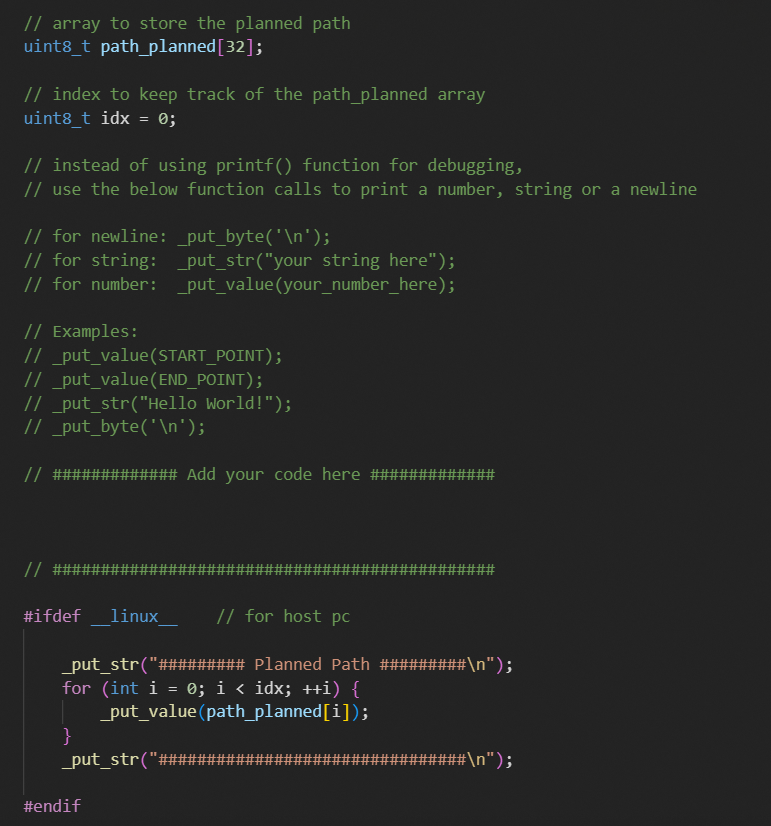 // array to store the planned path
uint8_t path_planned[32];
// index to keep track of the path_planned array
uint8_t idx = 0;
// instead of using printf() function for debugging,
// use the below function calls to print a number, string or a newline
// for newline: _put_byte('\n');
// for string:  _put_str("your string here");
// for number:  _put_value(your_number_here);
// Examples:
// _put_value(START_POINT);
// _put_value(END_POINT);
// _put_str("Hello World!");
// _put_byte('\n');
// ############# Add your code here #############
// ##############################################
#ifdef __linux__    // for host pc
    _put_str("######### Planned Path #########\n");
    for (int i = 0; i < idx; ++i) {
        _put_value(path_planned[i]);
    }
    _put_str("################################\n");
#endif